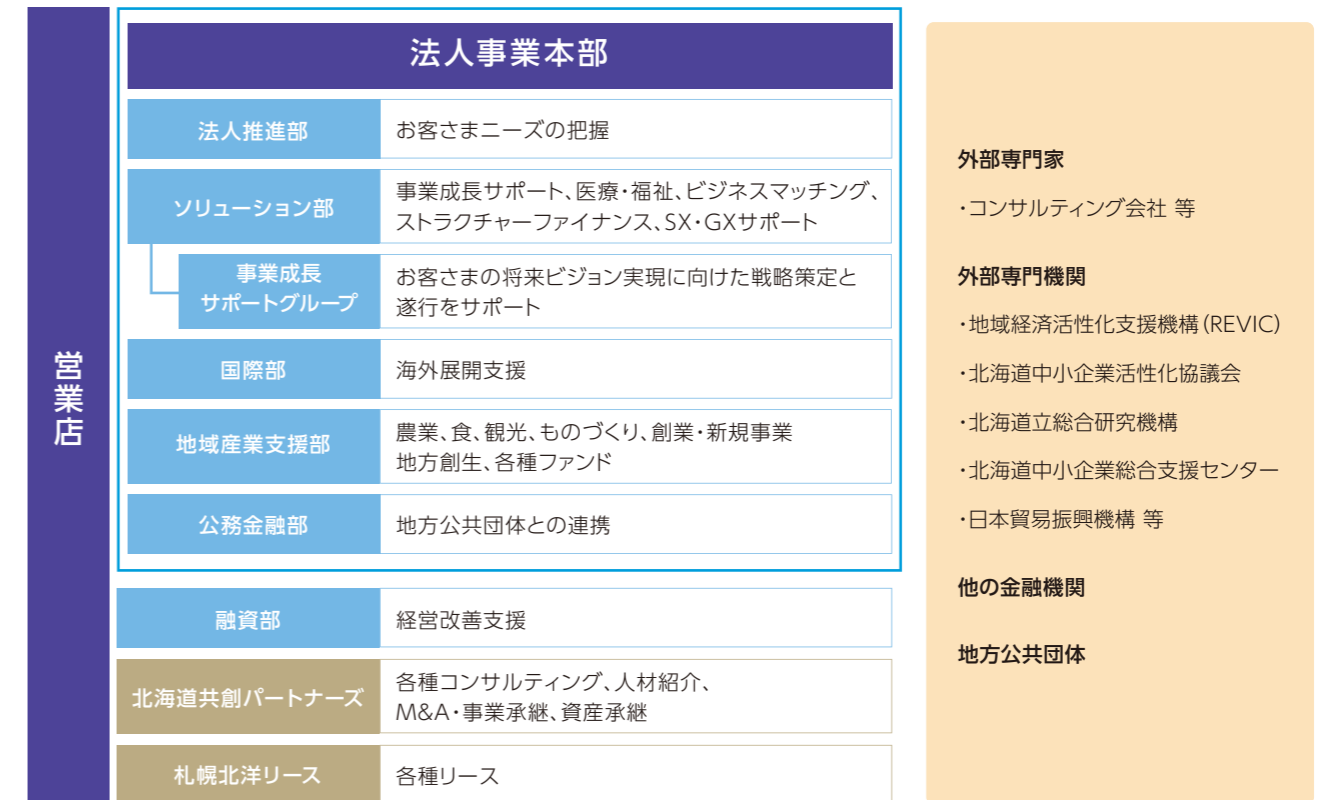 営業店
法人事業本部
法人推進部
お客さまニーズの把握
ソリューション部
事業成長サポート、医療・福祉、ビジネスマッチング、
ストラクチャーファイナンス、SX・GXサポート
事業成長
サポートグループ
お客さまの将来ビジョン実現に向けた戦略策定と
遂行をサポート
国際部
海外展開支援
地域産業支援部
農業、食、観光、ものづくり、創業・新規事業
地方創生、各種ファンド
公務金融部
地方公共団体との連携
融資部
経営改善支援
北海道共創パートナーズ
各種コンサルティング、人材紹介、
M&A・事業承継、資産承継
札幌北洋リース
各種リース
外部専門家
・コンサルティング会社 等
外部専門機関
・地域経済活性化支援機構(REVIC)
・北海道中小企業活性化協議会
・北海道立総合研究機構
・北海道中小企業総合支援センター
・日本貿易振興機構 等
他の金融機関
地方公共団体